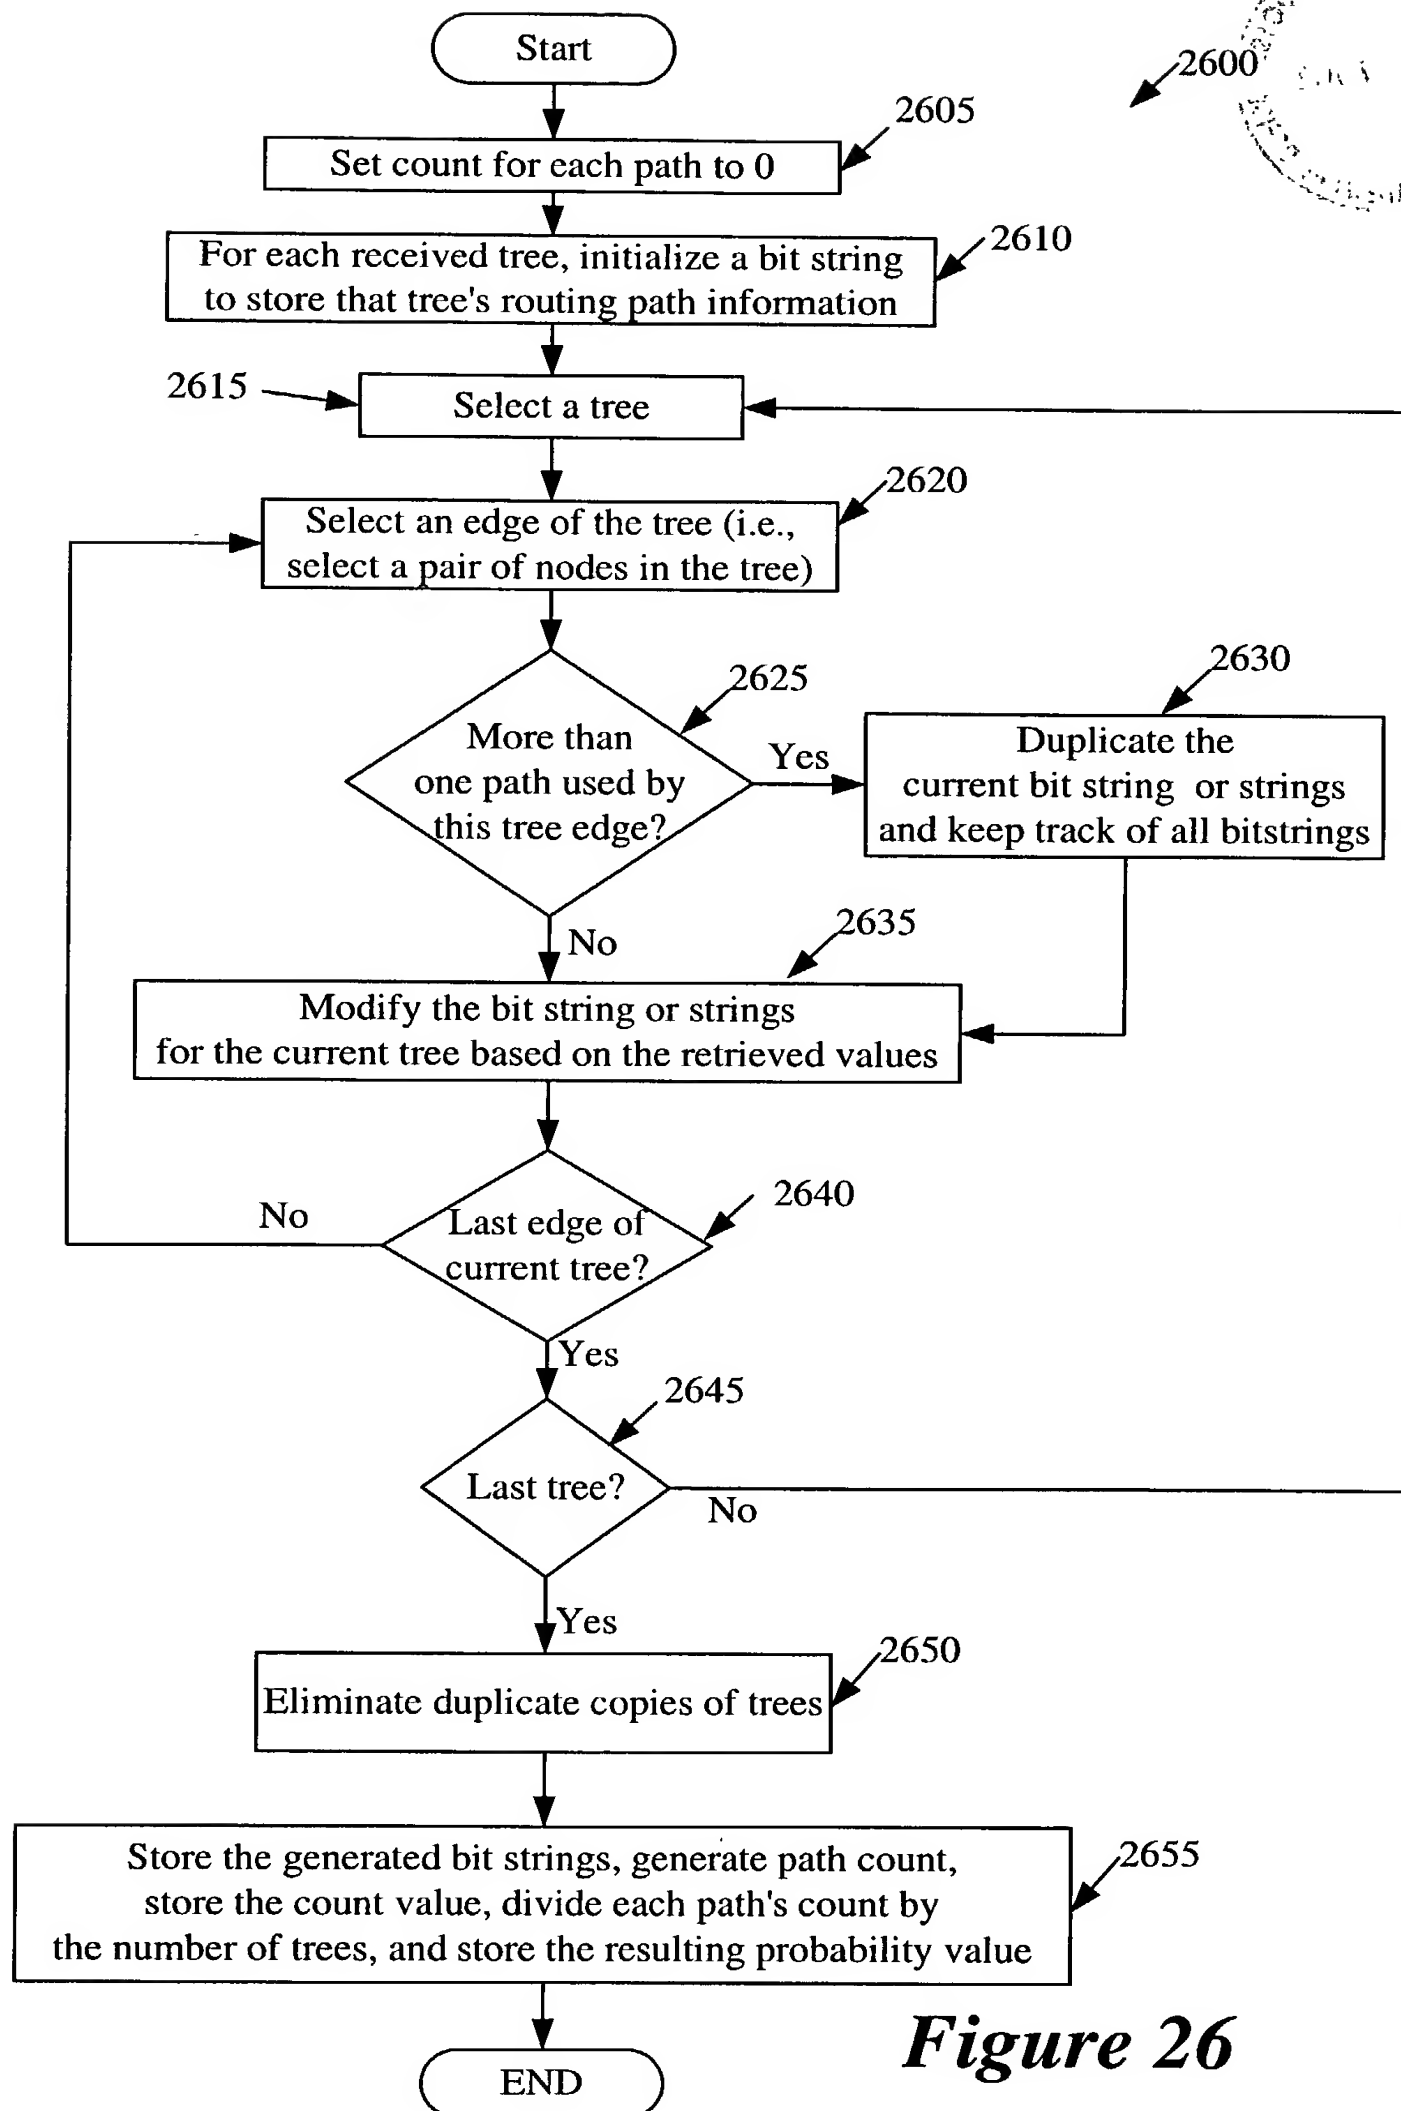 Start
2600
2605
Set count for each path to 0
2610
For each received tree, initialize a bit string
to store that tree's routing path information
2615
Select a tree
2620
Select an edge of the tree (i.e.,
select a pair of nodes in the tree)
2625
2630
More than
one path used by
this tree edge?
Yes
Duplicate the
current bit string or strings
and keep track of all bitstrings
No
2635
Modify the bit string or strings
for the current tree based on the retrieved values
2640
No
Last edge of
current tree?
Yes
2645
Last tree?
No
Yes
2650
Eliminate duplicate copies of trees
2655
Store the generated bit strings, generate path count,
store the count value, divide each path's count by
the number of trees, and store the resulting probability value
Figure 26
END